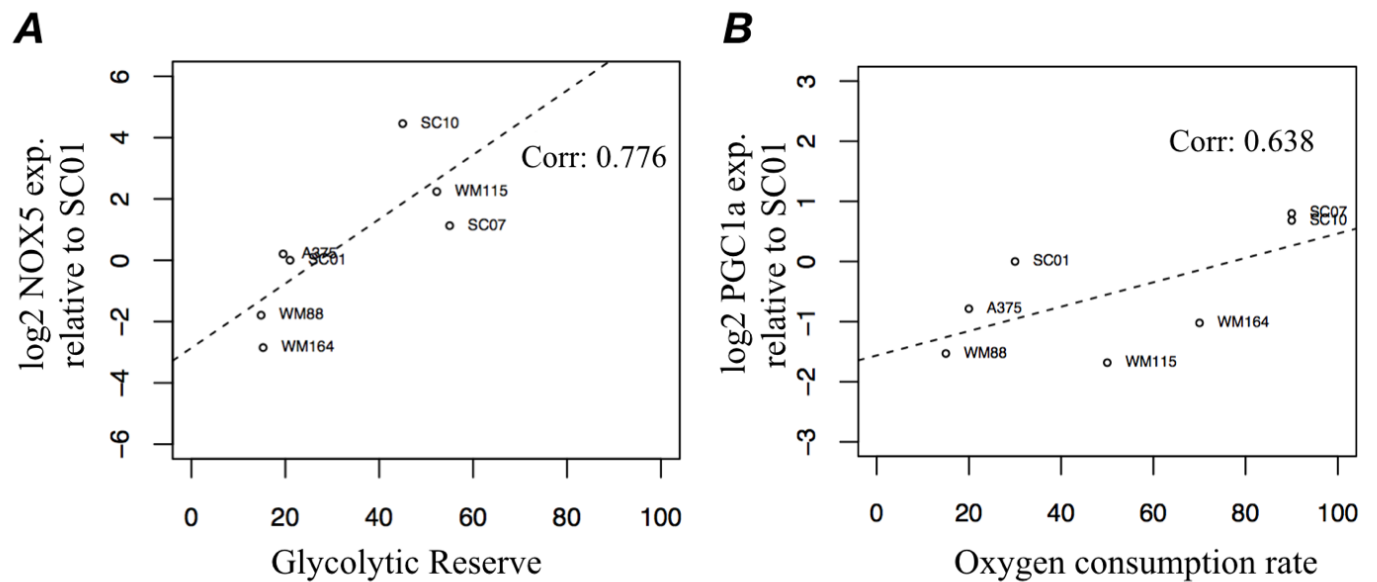 A
log2 NOX5 exp.
relative to SC01
6
4
2
0
−2
−4
−6
SC10
Corr: 0.776
WM115
SC07
A375
SC01
WM88
WM164
0 20 40 60 80 100
Glycolytic Reserve
B
log2 PGC1a exp.
relative to SC01
3
2
1
0
−1
−2
−3
Corr: 0.638
SC07
SC10
SC01
A375
WM164
WM88
WM115
0 20 40 60 80 100
Oxygen consumption rate